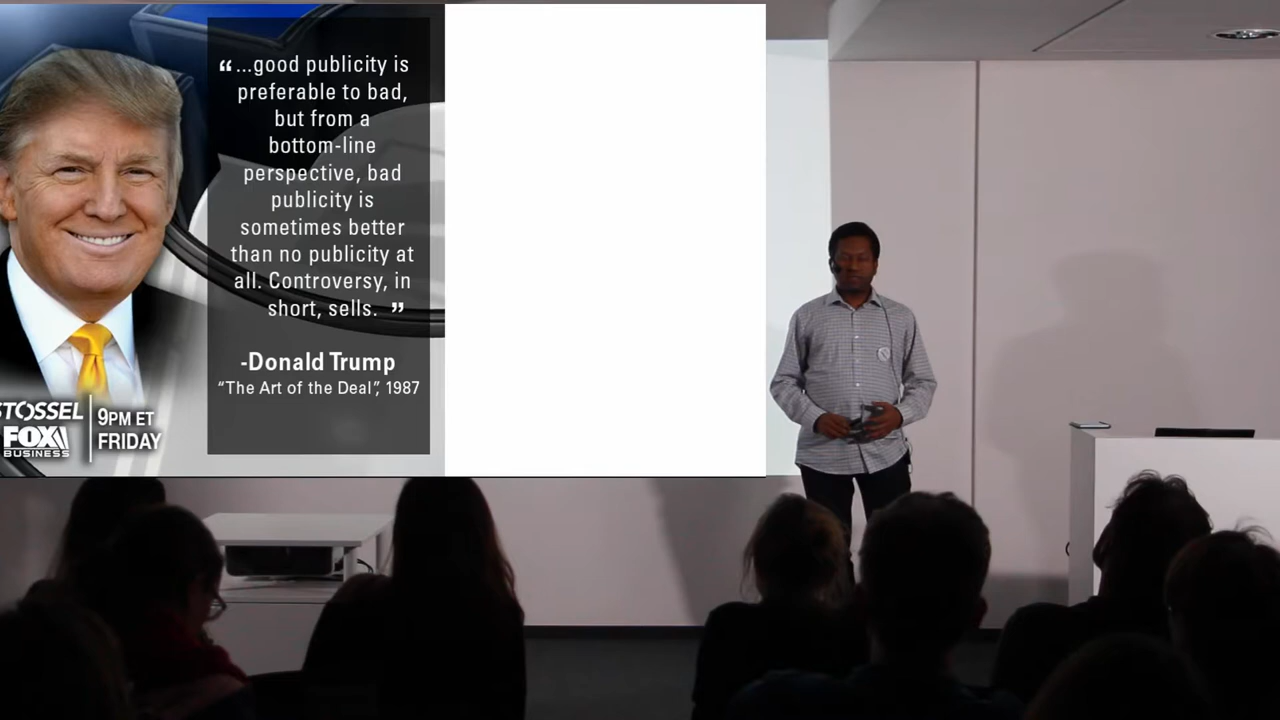 “ ...good publicity is
preferable to bad,
but from a
bottom-line
perspective, bad
publicity is
sometimes better
than no publicity at
all. Controversy, in
short, sells. ”
-Donald Trump
“The Art of the Deal”, 1987
STOSSEL
FOX
BUSINESS
9PM ET
FRIDAY